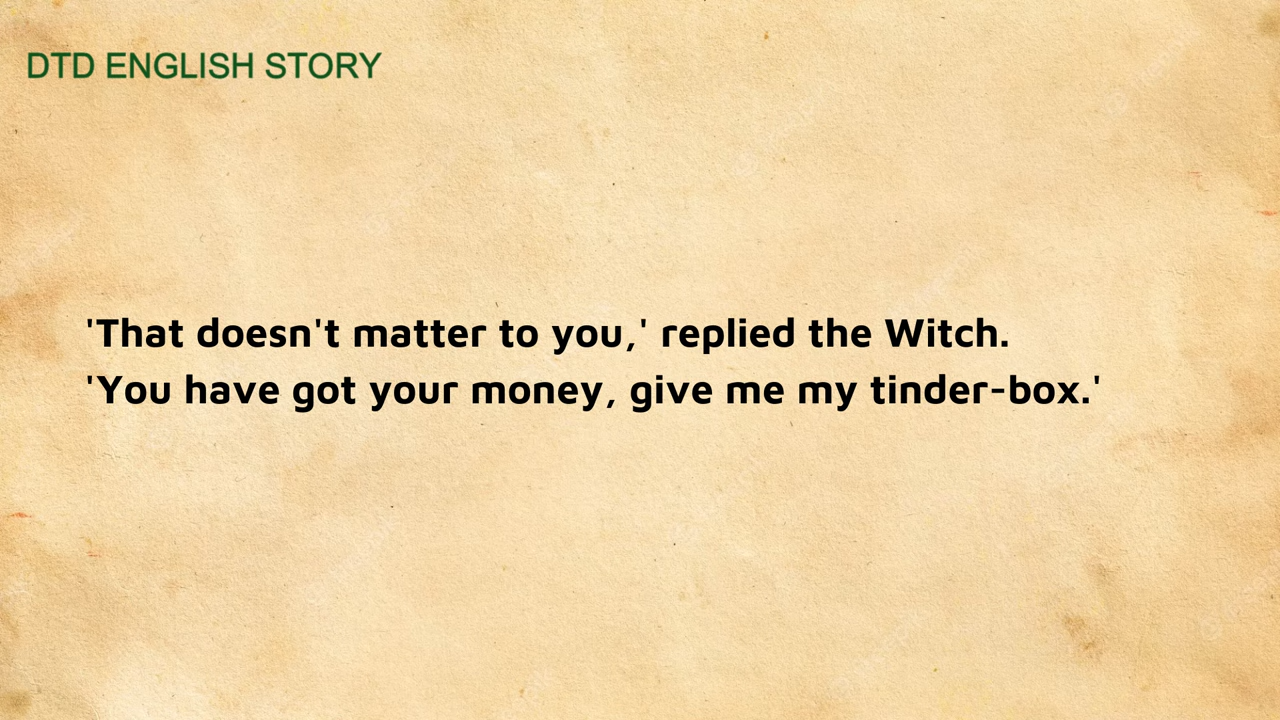 DTD ENGLISH STORY
'That doesn't matter to you,' replied the Witch.
'You have got your money, give me my tinder-box.'